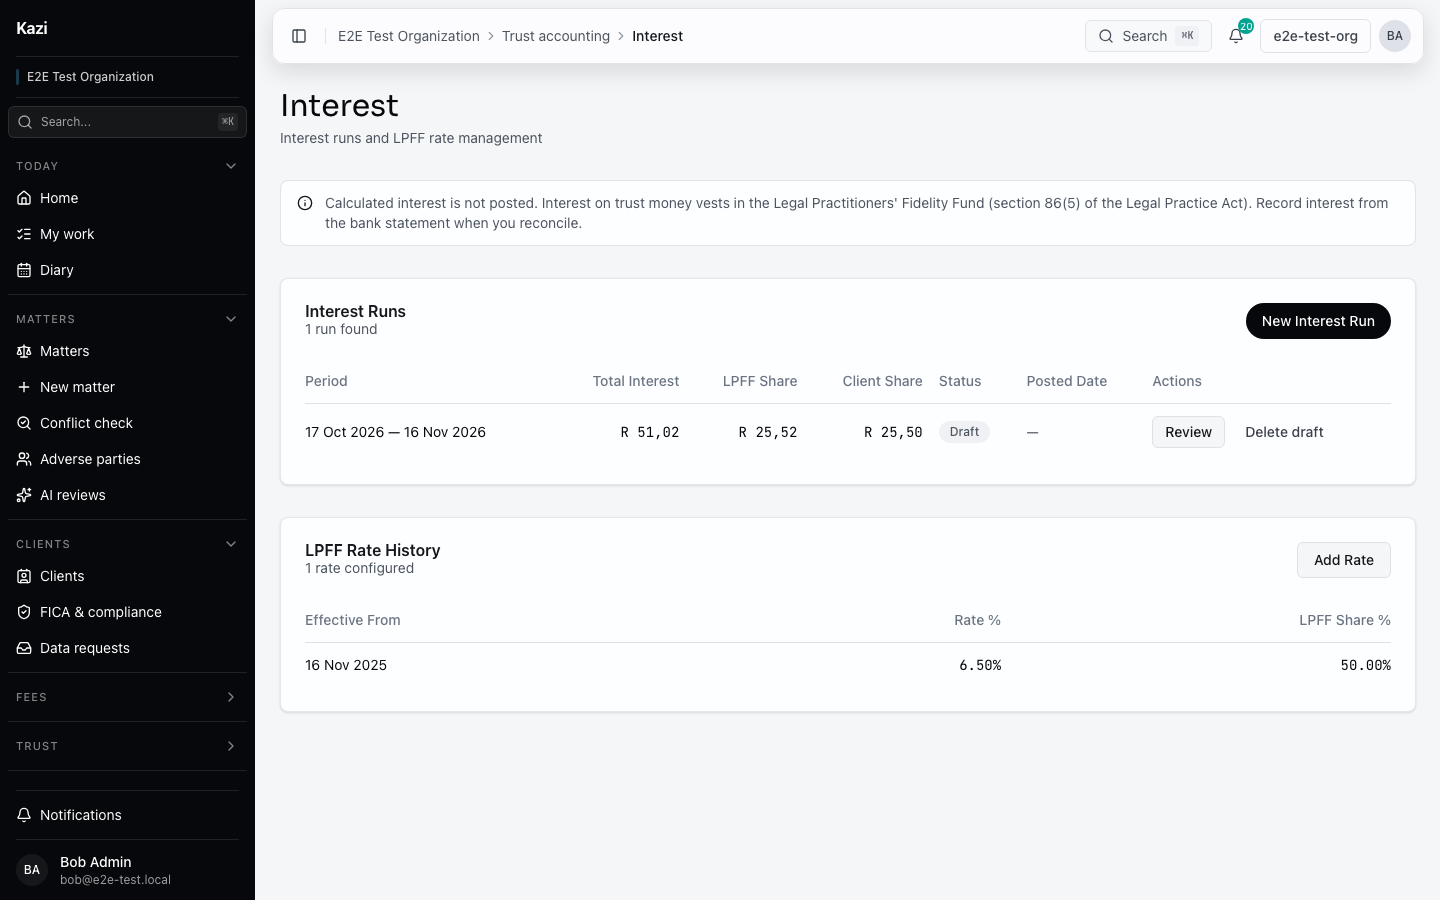 Kazi
E2E Test Organization
Search...
⌘K
TODAY
Home
My work
Diary
MATTERS
Matters
New matter
Conflict check
Adverse parties
AI reviews
CLIENTS
Clients
FICA & compliance
Data requests
FEES
TRUST
Notifications
BA
Bob Admin
bob@e2e-test.local
E2E Test Organization > Trust accounting > Interest
Search ⌘K
20
e2e-test-org
BA
Interest
Interest runs and LPFF rate management
Calculated interest is not posted. Interest on trust money vests in the Legal Practitioners' Fidelity Fund (section 86(5) of the Legal Practice Act). Record interest from
the bank statement when you reconcile.
Interest Runs
1 run found
New Interest Run
Period Total Interest LPFF Share Client Share Status Posted Date Actions
17 Oct 2026 — 16 Nov 2026 R 51,02 R 25,52 R 25,50 Draft — Review Delete draft
LPFF Rate History
1 rate configured
Add Rate
Effective From Rate % LPFF Share %
16 Nov 2025 6.50% 50.00%